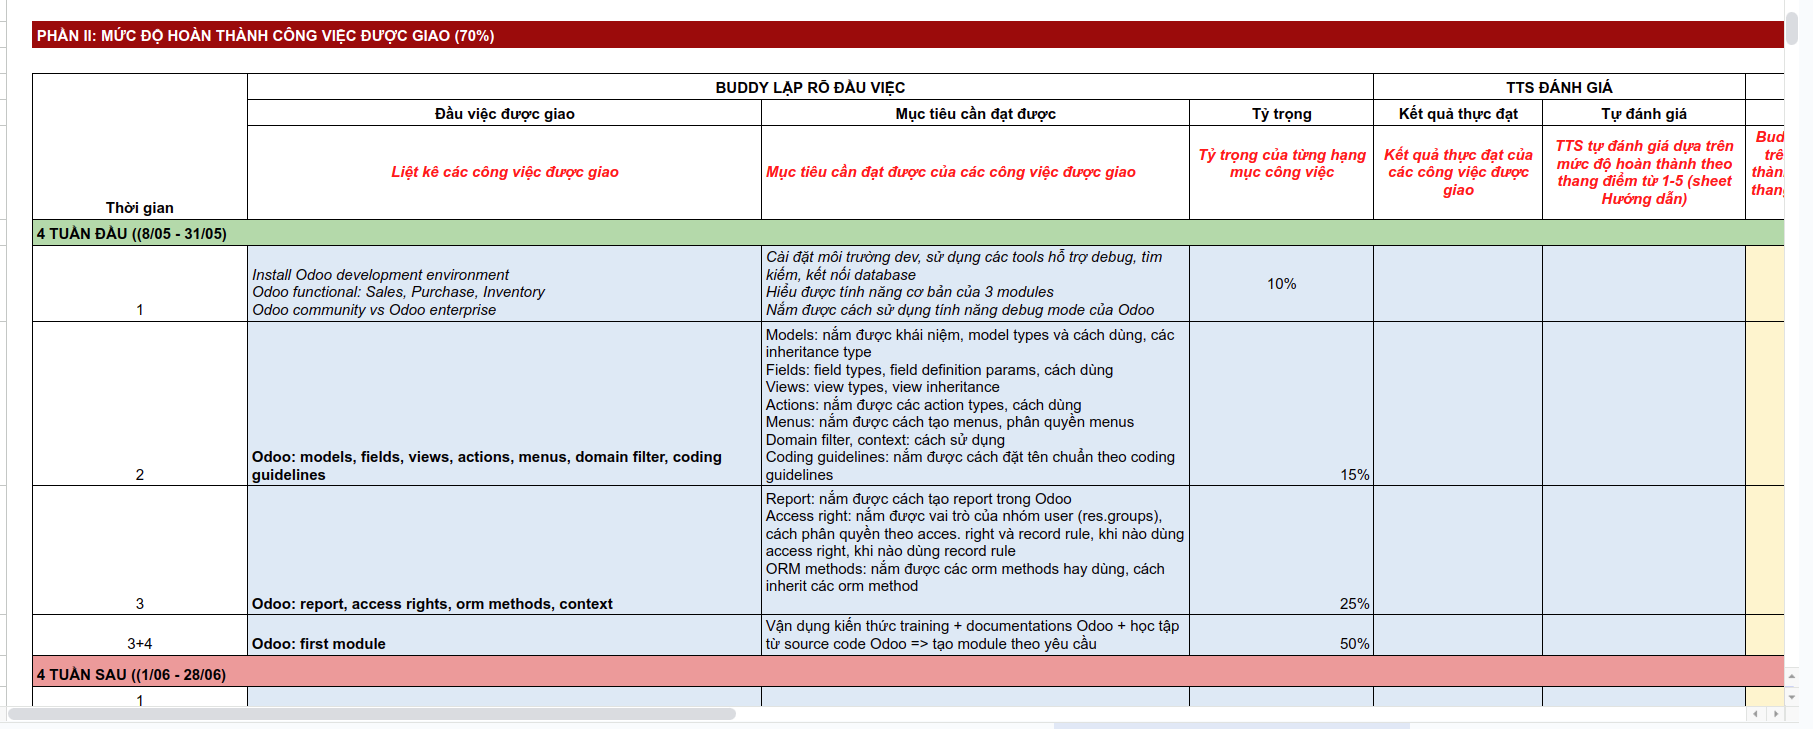 PHẦN II: MỨC ĐỘ HOÀN THÀNH CÔNG VIỆC ĐƯỢC GIAO (70%)
BUDDY LẬP RÕ ĐẦU VIỆC
TTS ĐÁNH GIÁ
Đầu việc được giao
Mục tiêu cần đạt được
Tỷ trọng
Kết quả thực đạt
Tự đánh giá
Thời gian
Liệt kê các công việc được giao
Mục tiêu cần đạt được của các công việc được giao
Tỷ trọng của từng hạng
mục công việc
Kết quả thực đạt của
các công việc được
giao
TTS tự đánh giá dựa trên
mức độ hoàn thành theo
thang điểm từ 1-5 (sheet
Hướng dẫn)
4 TUẦN ĐẦU ((8/05 - 31/05)
1
Install Odoo development environment
Odoo functional: Sales, Purchase, Inventory
Odoo community vs Odoo enterprise
Cài đặt môi trường dev, sử dụng các tools hỗ trợ debug, tìm
kiếm, kết nối database
Hiểu được tính năng cơ bản của 3 modules
Nắm được cách sử dụng tính năng debug mode của Odoo
10%
2
Odoo: models, fields, views, actions, menus, domain filter, coding
guidelines
Models: nắm được khái niệm, model types và cách dùng, các
inheritance type
Fields: field types, field definition params, cách dùng
Views: view types, view inheritance
Actions: nắm được các action types, cách dùng
Menus: nắm được cách tạo menus, phân quyền menus
Domain filter, context: cách sử dụng
Coding guidelines: nắm được cách đặt tên chuẩn theo coding
guidelines
15%
3
Odoo: report, access rights, orm methods, context
Report: nắm được cách tạo report trong Odoo
Access right: nắm được vai trò của nhóm user (res.groups),
cách phân quyền theo acces. right và record rule, khi nào dùng
access right, khi nào dùng record rule
ORM methods: nắm được các orm methods hay dùng, cách
inherit các orm method
25%
3+4
Odoo: first module
Vận dụng kiến thức training + documentations Odoo + học tập
từ source code Odoo => tạo module theo yêu cầu
50%
4 TUẦN SAU ((1/06 - 28/06)
1